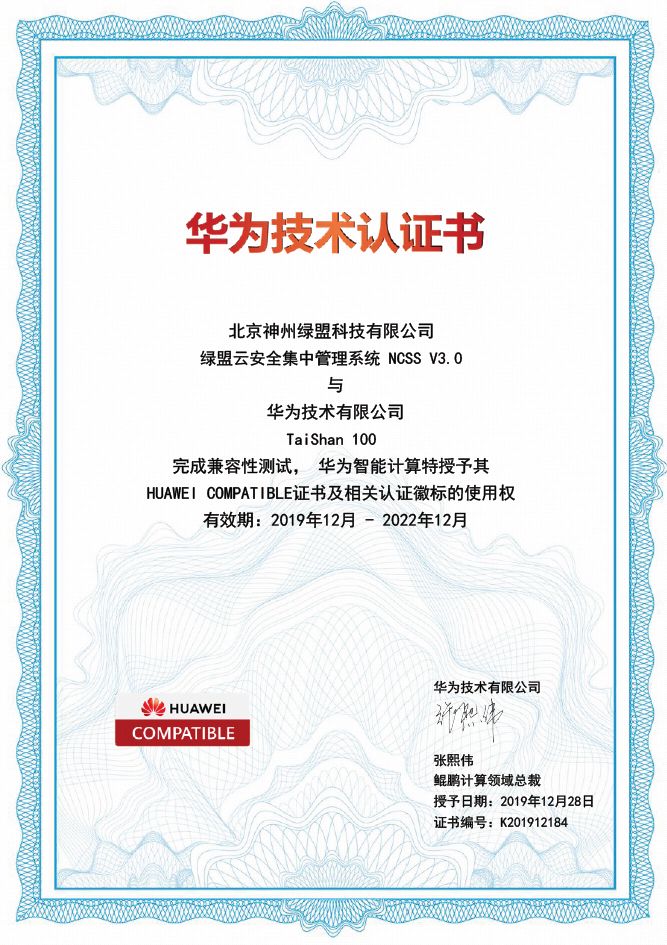 华为技术认证书
北京神州绿盟科技有限公司
绿盟云安全集中管理系统 NCSS V3.0
与
华为技术有限公司
TaiShan 100
完成兼容性测试， 华为智能计算特授予其
HUAWEI COMPATIBLE证书及相关认证徽标的使用权
有效期：2019年12月 - 2022年12月
华为技术有限公司
张熙伟
HUAWEI
COMPATIBLE
张熙伟
鲲鹏计算领域总裁
授予日期：2019年12月28日
证书编号：K201912184